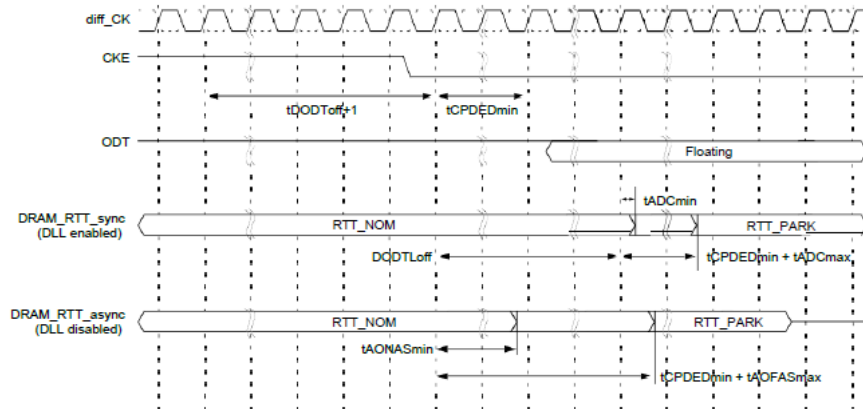 diff_CK
CKE
tDODToff+1
tCPDEDmin
ODT
Floating
tADCmin
DRAM_RTT_sync
(DLL enabled)
RTT_NOM
RTT_PARK
DODTLoff
tCPDEDmin + tADCmax
DRAM_RTT_async
(DLL disabled)
RTT_NOM
RTT_PARK
tAONASmin
tCPDEDmin + tAOFASmax